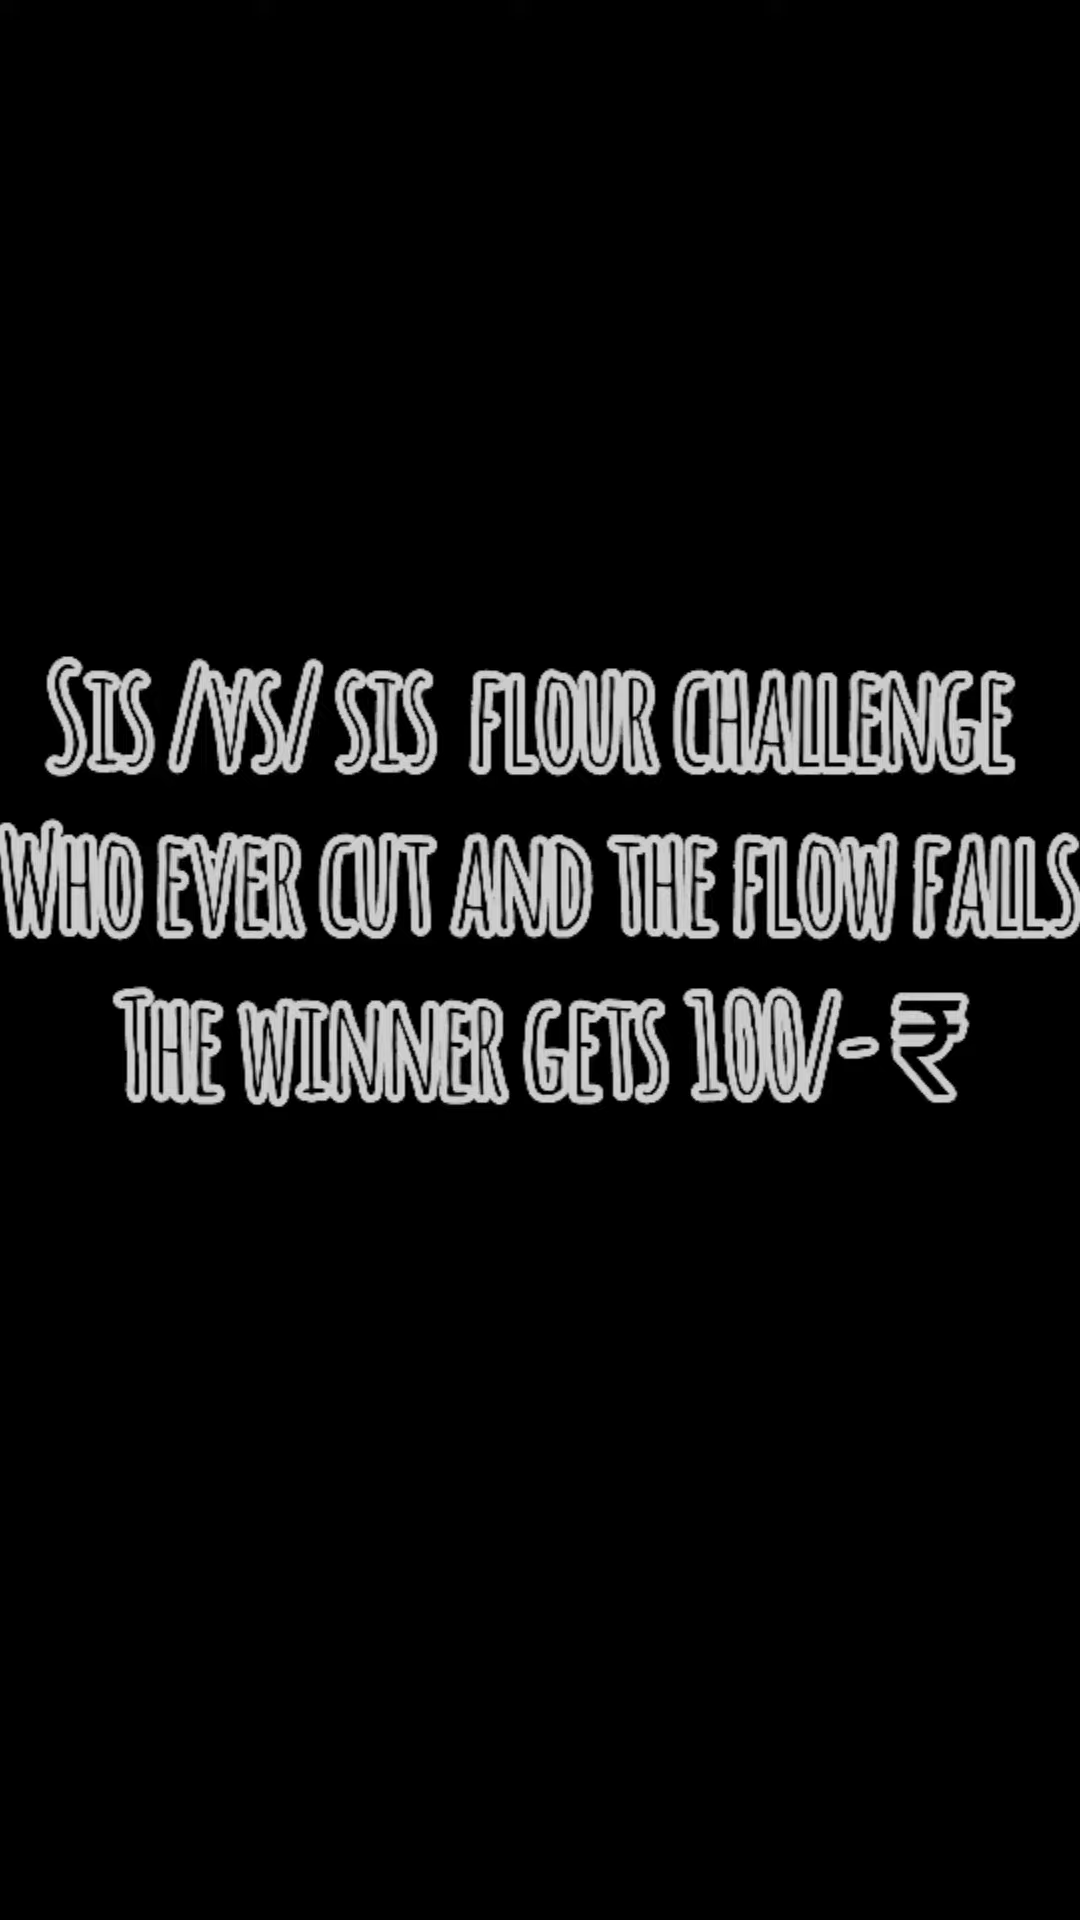 Sis /vs/ sis  flour challenge
Who ever cut and the flow falls
The winner gets 100/- ₹